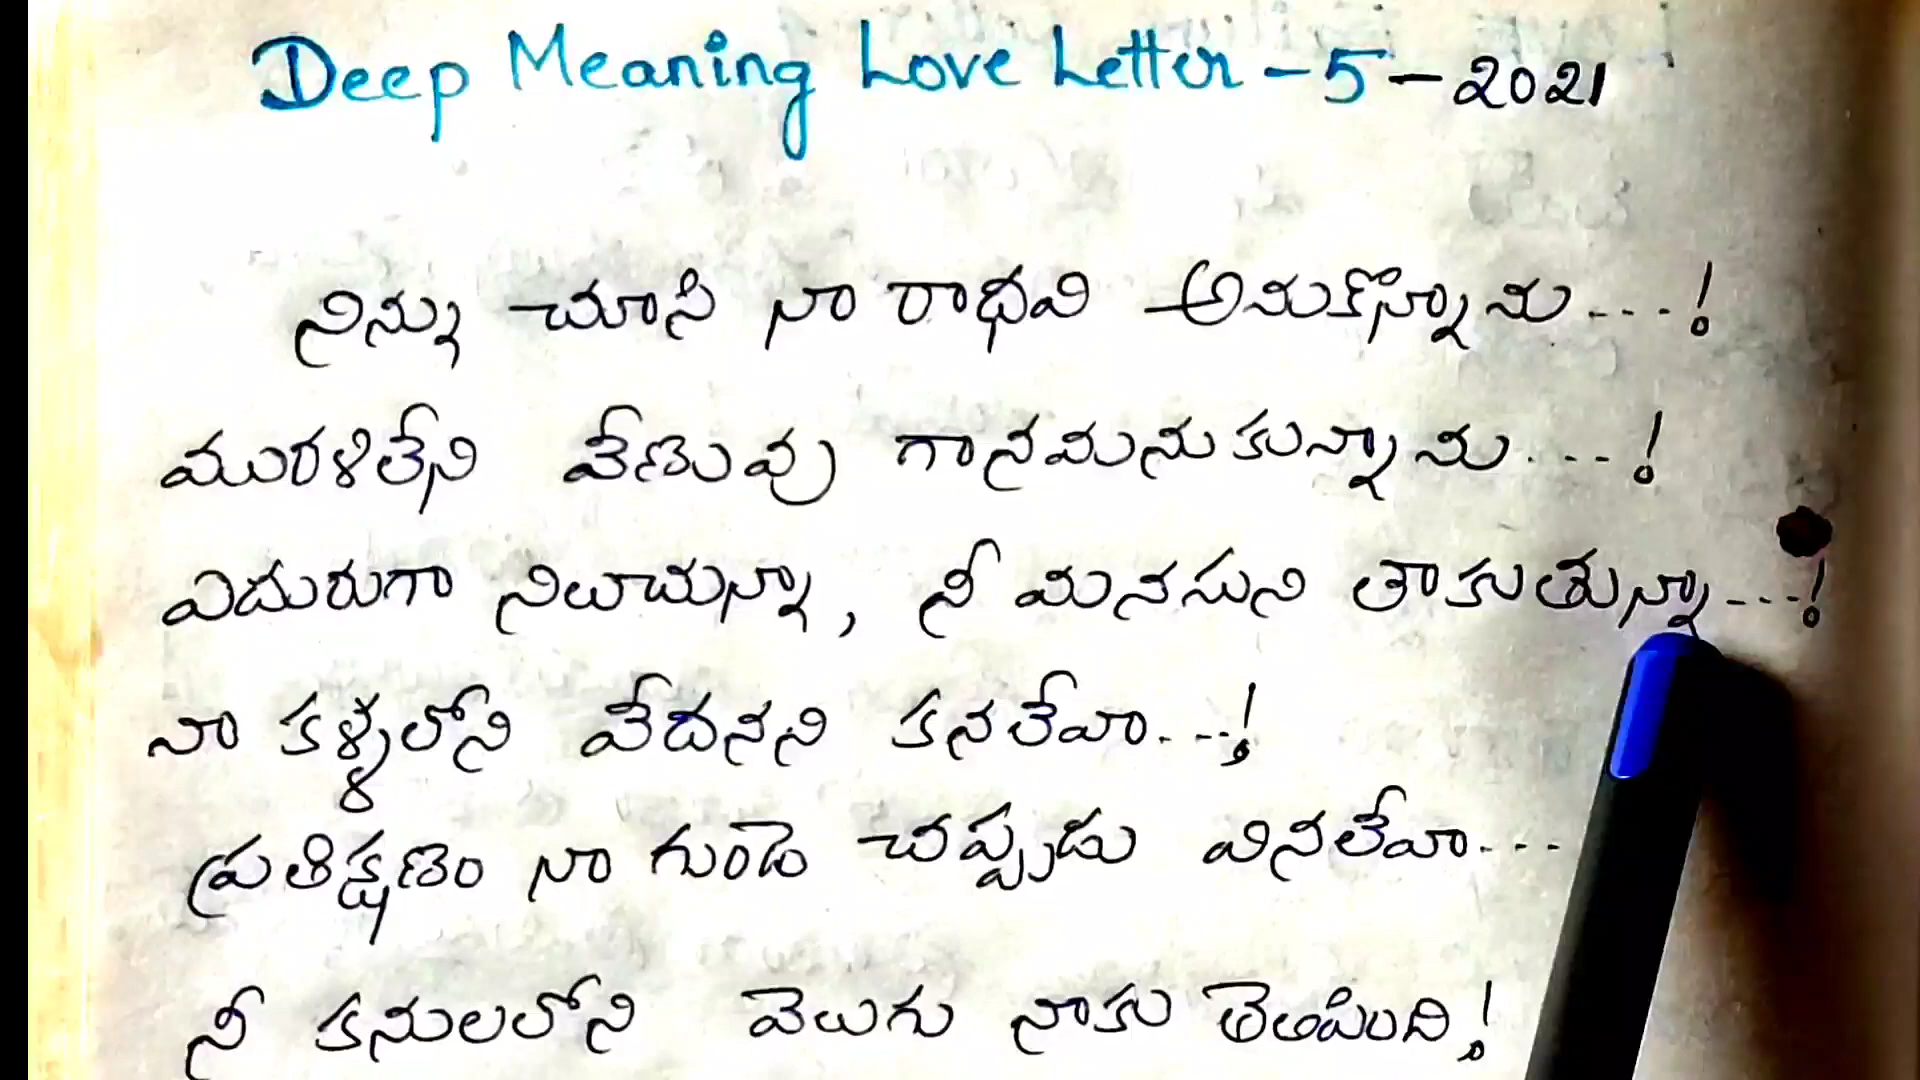 Deep Meaning Love Letter - 5 - 2021
నిన్ను చూసి నా రాధవి అనుకొన్నాను...!
మురళిలేని వేణువు గానమనుకున్నాను...!
ఎదురుగా నిలుచున్నా, నీ మనసుని తాకుతున్నా...!
నా కళ్ళలోని వేదనని కనలేవా...!
ప్రతిక్షణం నా గుండె చప్పుడు వినలేవా...
నీ కనులలోని వెలుగు నాకు తెలిపింది!